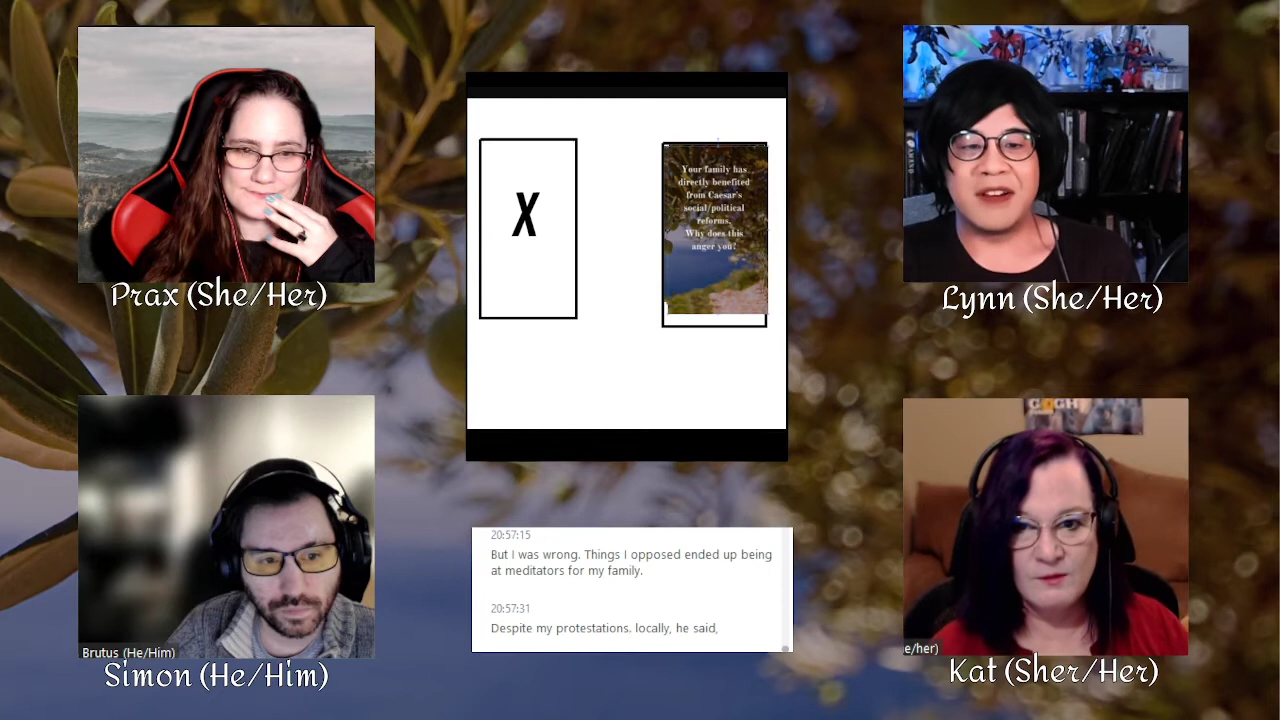 GOGH
X
Your family has
directly benefited
from Caesar's
social/political
reforms.
Why does this
anger you?
Prax (She/Her)
Lynn (She/Her)
20:57:15
But I was wrong. Things I opposed ended up being
at meditators for my family.
20:57:31
Despite my protestations. locally, he said,
Brutus (He/Him)
e/her)
Simon (He/Him)
Kat (Sher/Her)